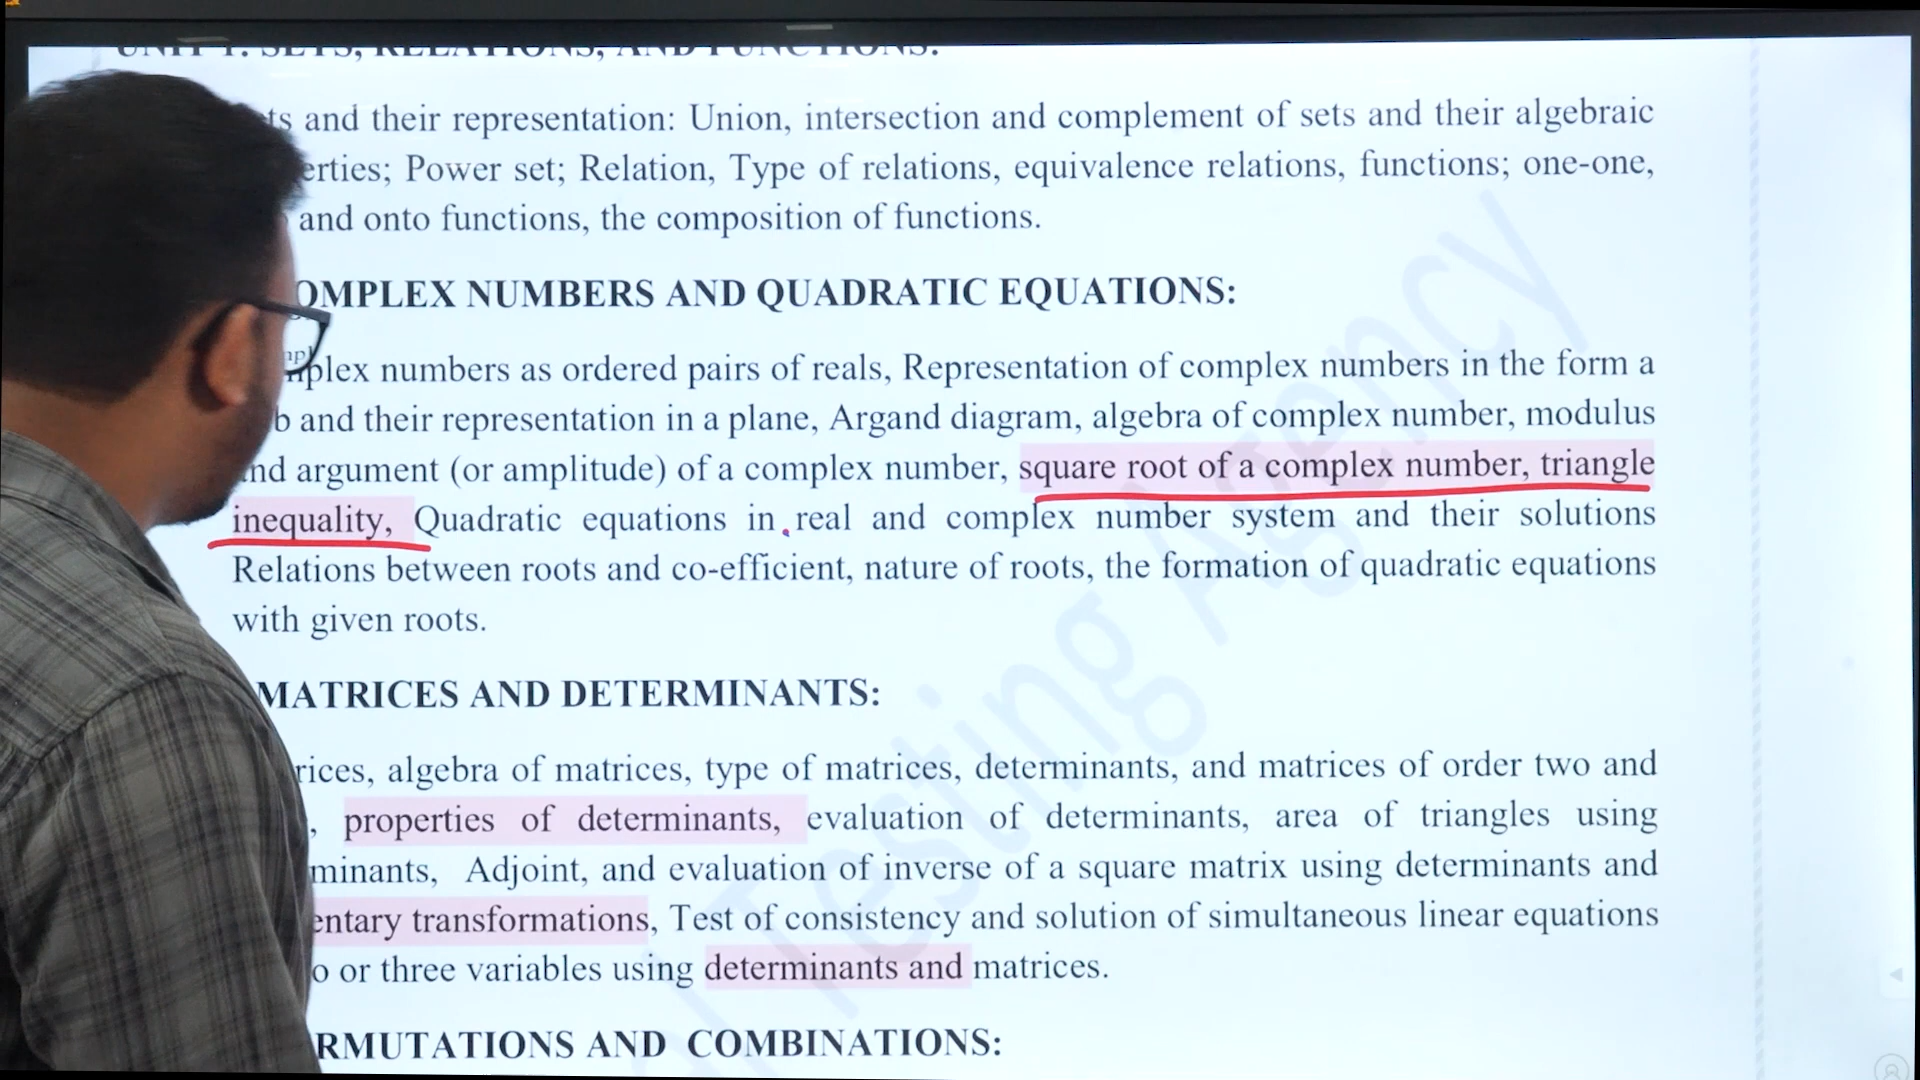 UNIT 1: SETS, RELATIONS, AND FUNCTIONS:
ts and their representation: Union, intersection and complement of sets and their algebraic
erties; Power set; Relation, Type of relations, equivalence relations, functions; one-one,
and onto functions, the composition of functions.
OMPLEX NUMBERS AND QUADRATIC EQUATIONS:
plex numbers as ordered pairs of reals, Representation of complex numbers in the form a
b and their representation in a plane, Argand diagram, algebra of complex number, modulus
nd argument (or amplitude) of a complex number, square root of a complex number, triangle
inequality, Quadratic equations in real and complex number system and their solutions
Relations between roots and co-efficient, nature of roots, the formation of quadratic equations
with given roots.
MATRICES AND DETERMINANTS:
rices, algebra of matrices, type of matrices, determinants, and matrices of order two and
, properties of determinants, evaluation of determinants, area of triangles using
minants, Adjoint, and evaluation of inverse of a square matrix using determinants and
entary transformations, Test of consistency and solution of simultaneous linear equations
o or three variables using determinants and matrices.
RMUTATIONS AND COMBINATIONS:
Testing Agency